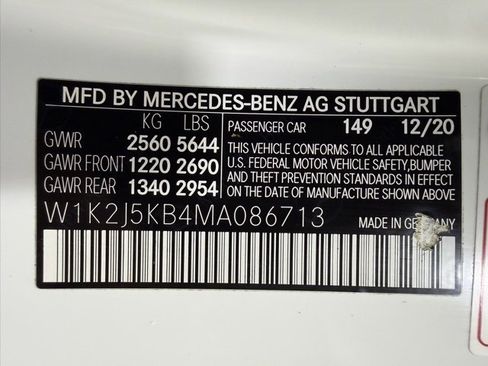 MFD BY MERCEDES-BENZ AG STUTTGART
KG LBS
GVWR 2560 5644
GAWR FRONT 1220 2690
GAWR REAR 1340 2954
PASSENGER CAR 149 12/20
THIS VEHICLE CONFORMS TO ALL APPLICABLE
U.S. FEDERAL MOTOR VEHICLE SAFETY,BUMPER
AND THEFT PREVENTION STANDARDS IN EFFECT
ON THE DATE OF MANUFACTURE SHOWN ABOVE
W1K2J5KB4MA086713
MADE IN GERMANY